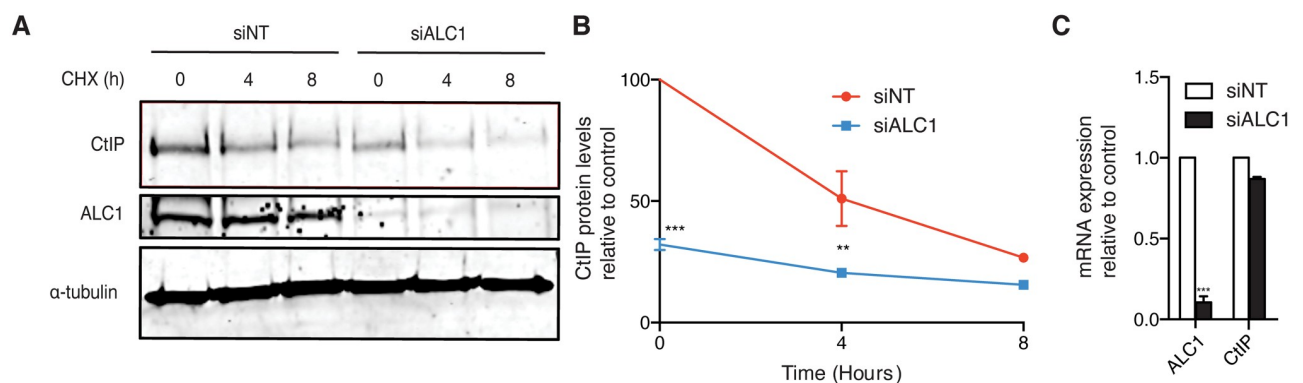 A
siNT
siALC1
CHX (h)
0
4
8
0
4
8
CtIP
ALC1
α-tubulin
B
CtIP protein levels
relative to control
100
50
0
siNT
siALC1
***
**
0
4
8
Time (Hours)
C
mRNA expression
relative to control
1.5
1.0
0.5
0.0
siNT
siALC1
***
ALC1
CtIP